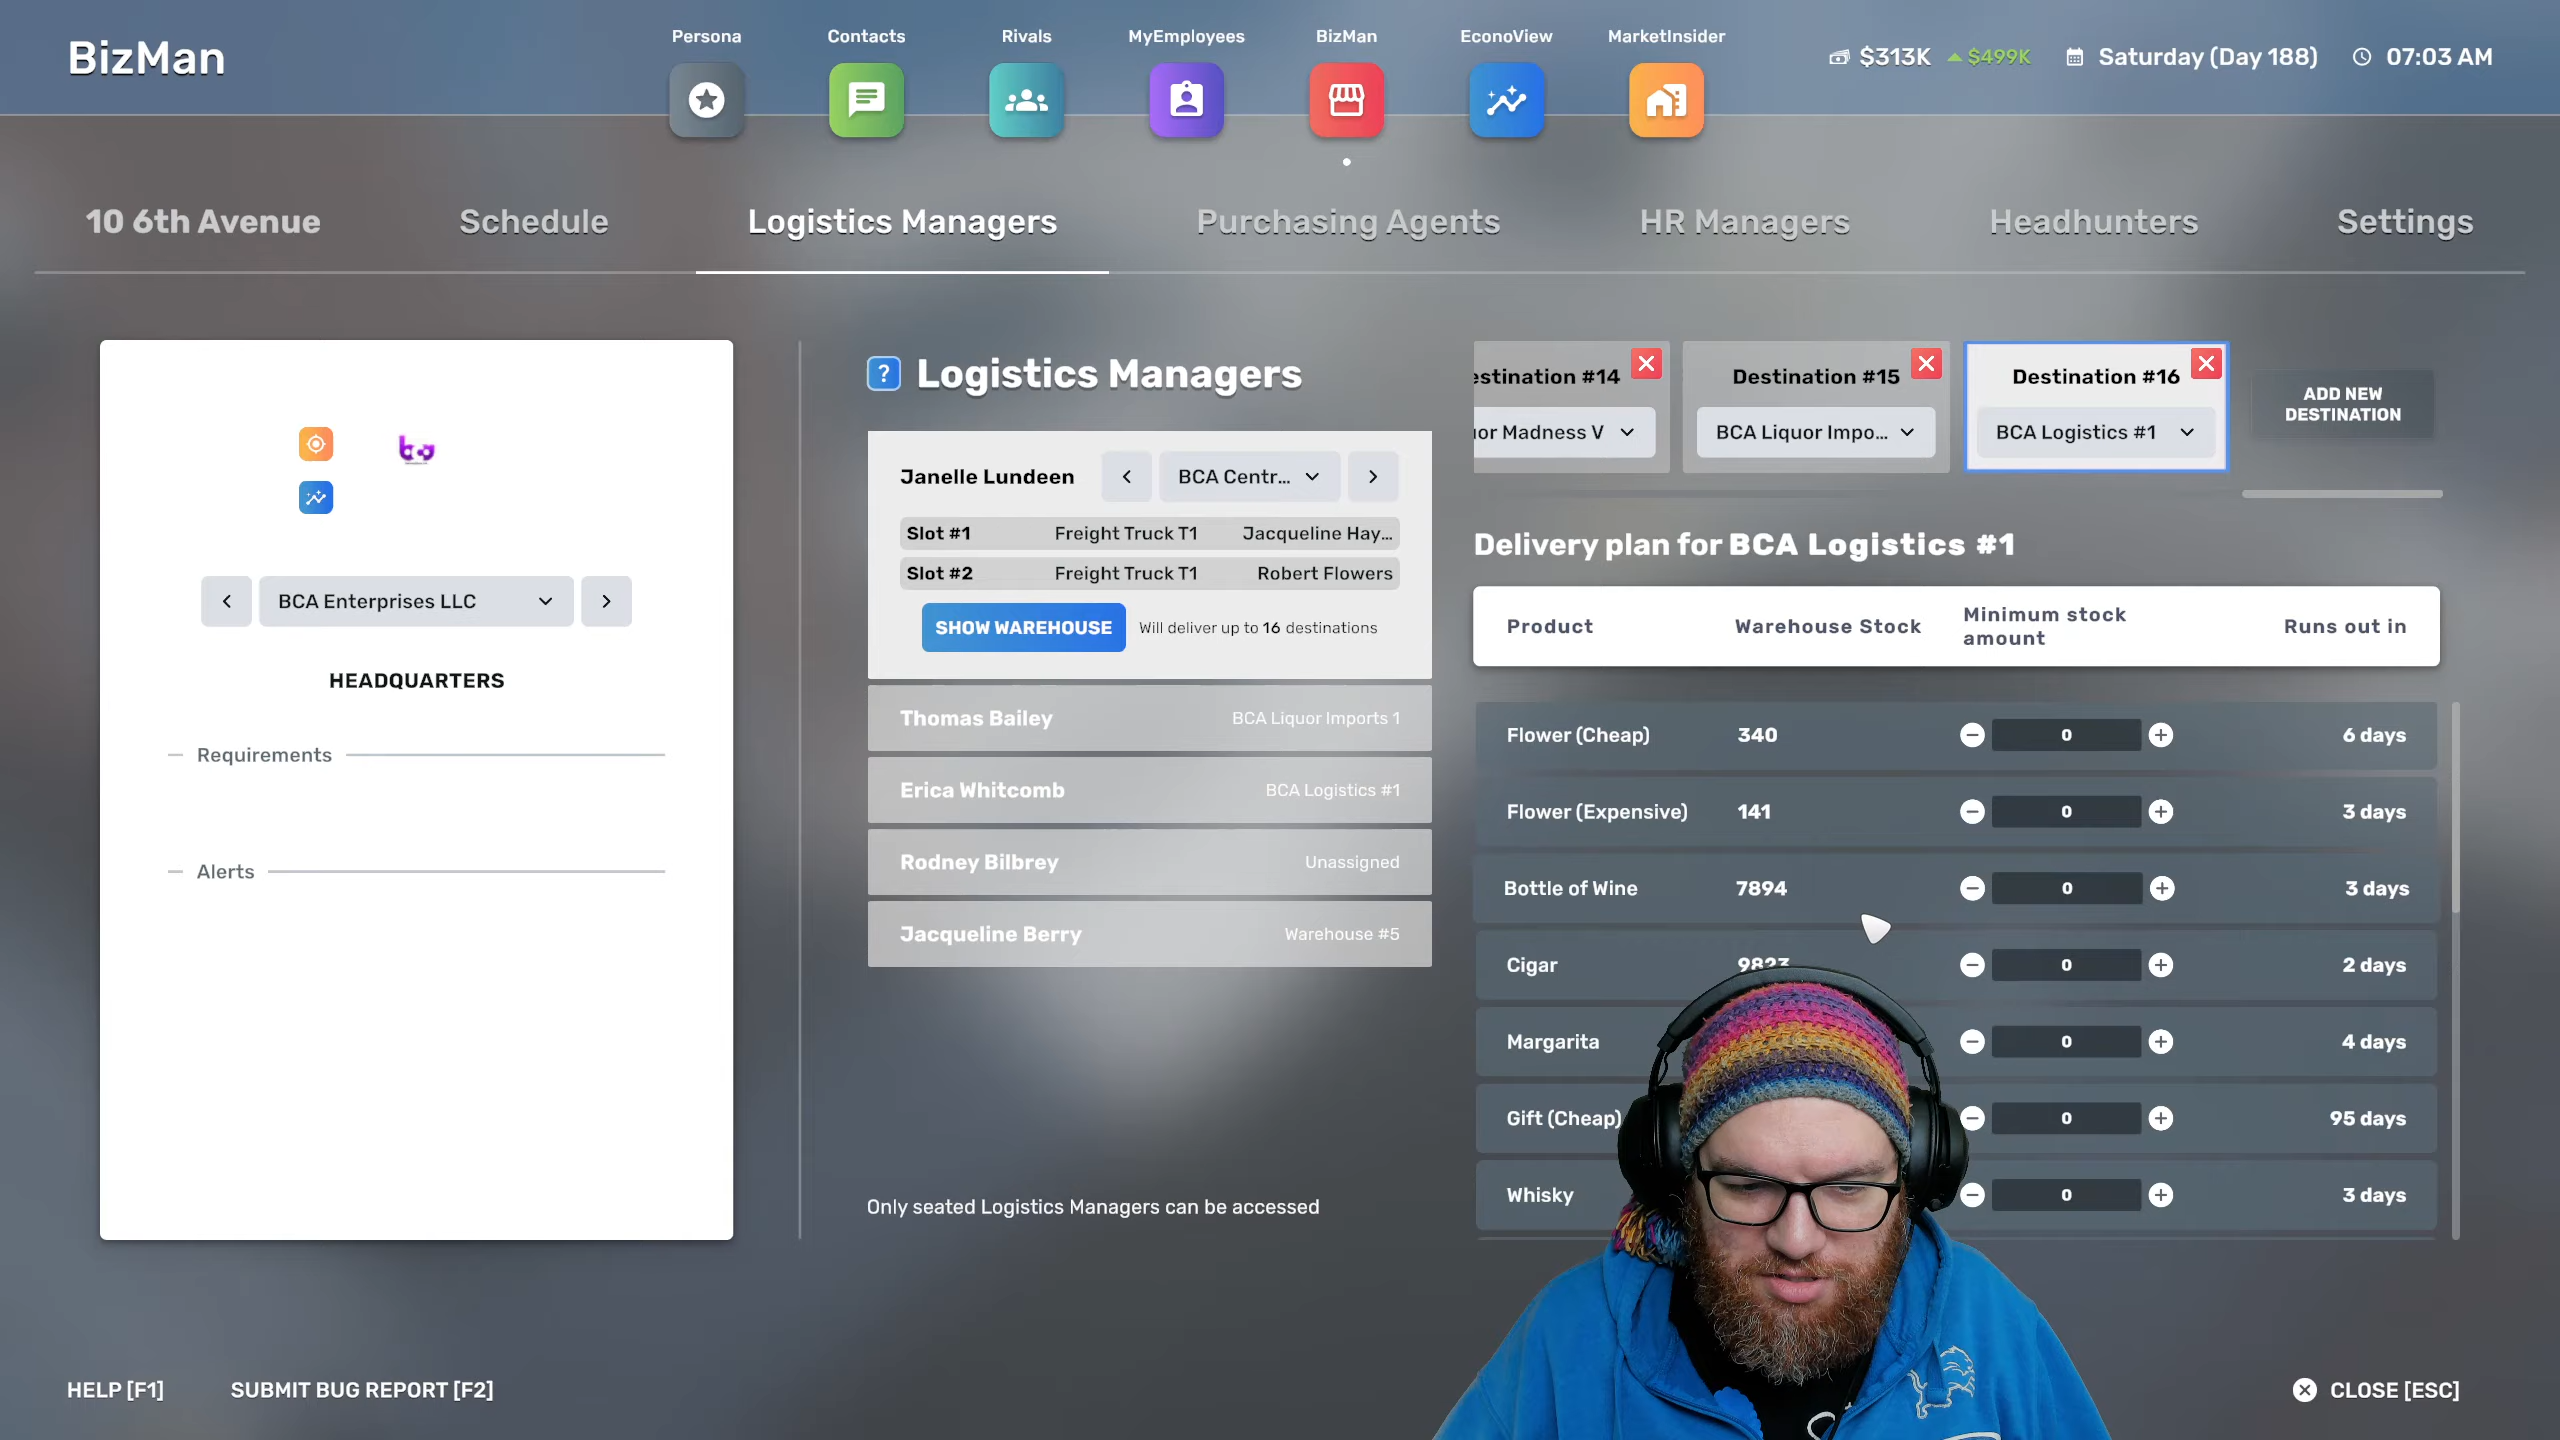 BizMan
Persona
Contacts
Rivals
MyEmployees
BizMan
EconoView
MarketInsider
$313K
$499K
Saturday (Day 188)
07:03 AM
10 6th Avenue
Schedule
Logistics Managers
Purchasing Agents
HR Managers
Headhunters
Settings
BCA Enterprises LLC
HEADQUARTERS
Requirements
Alerts
? Logistics Managers
Janelle Lundeen
BCA Centr...
Slot #1 Freight Truck T1 Jacqueline Hay...
Slot #2 Freight Truck T1 Robert Flowers
SHOW WAREHOUSE
Will deliver up to 16 destinations
Thomas Bailey BCA Liquor Imports 1
Erica Whitcomb BCA Logistics #1
Rodney Bilbrey Unassigned
Jacqueline Berry Warehouse #5
Only seated Logistics Managers can be accessed
estination #14
or Madness V
Destination #15
BCA Liquor Impo...
Destination #16
BCA Logistics #1
ADD NEW
DESTINATION
Delivery plan for BCA Logistics #1
Product Warehouse Stock Minimum stock
amount Runs out in
Flower (Cheap) 340 0 6 days
Flower (Expensive) 141 0 3 days
Bottle of Wine 7894 0 3 days
Cigar 9823 0 2 days
Margarita 0 4 days
Gift (Cheap) 0 95 days
Whisky 0 3 days
HELP [F1]
SUBMIT BUG REPORT [F2]
CLOSE [ESC]